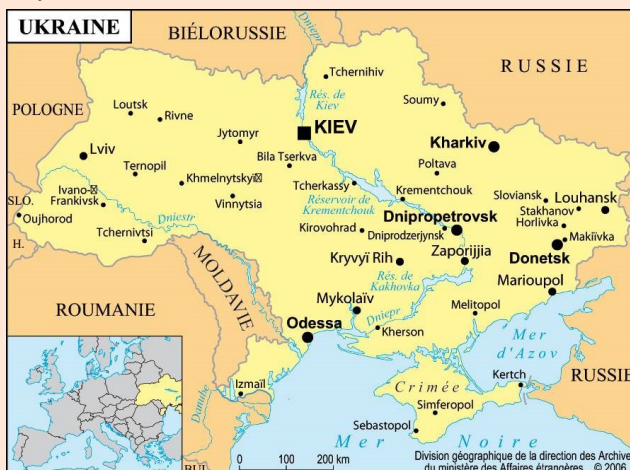 UKRAINE
BIÉLORUSSIE
Dniepr
RUSSIE
POLOGNE
Tchernihiv
Rés. de
Kiev
Soumy
Loutsk
Rivne
KIEV
Jytomyr
Kharkiv
Lviv
Bila Tserkva
Poltava
Ternopil
Khmelnytskyi
Tcherkassy
Krementchouk
Sloviansk
Louhansk
Ivano-
Frankivsk
Vinnytsia
Réservoir de
Krementchouk
Stakhanov
SLO.
Oujhorod
Dniestr
Dnipropetrovsk
Horlivka
Kirovohrad
Dniprodzerjynsk
Makiïvka
H.
Tchernivtsi
Zaporijjia
Donetsk
MOLDAVIE
Kryvyï Rih
Rés. de
Kakhovka
Marioupol
ROUMANIE
Mykolaïv
Dniepr
Melitopol
Odessa
Kherson
Mer
d'Azov
RUSSIE
Izmaïl
Danube
Crimée
Kertch
Simferopol
Sebastopol
BUL
0 100 200 km
Mer Noire
Division géographique de la direction des Archive
du ministère des Affaires étrangères © 2006